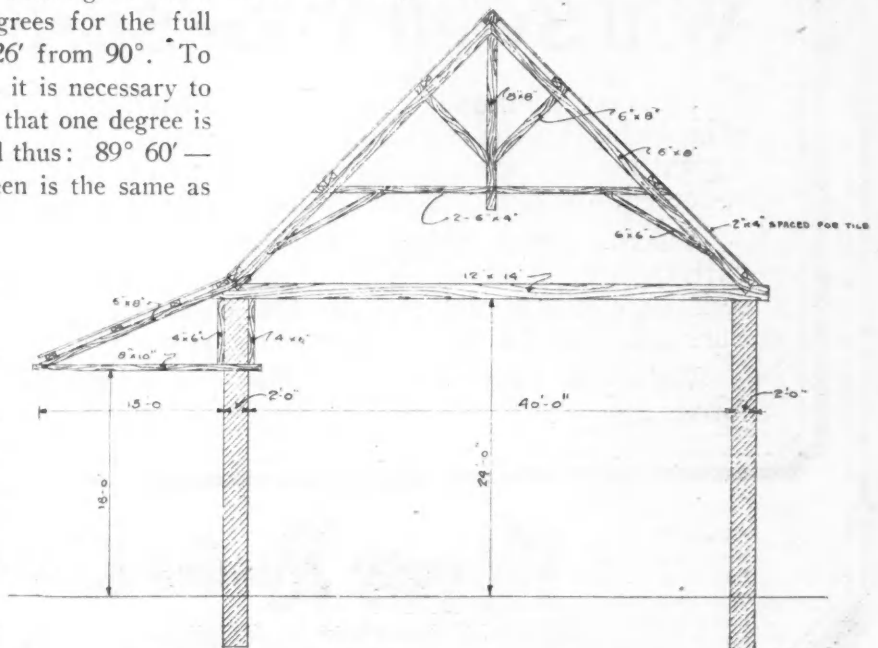 grees for the full
26′ from 90°. To
it is necessary to
that one degree is
l thus: 89° 60′—
een is the same as
8"x8"
6"x8"
6"x8"
2-6"x4"
6"x6"
2"x4" SPACED FOR TILE
12"x14"
6"x8"
4"x6"
8"x10"
15'-0
2'-0"
40'-0"
2'-0"
18'-0"
24'-0"